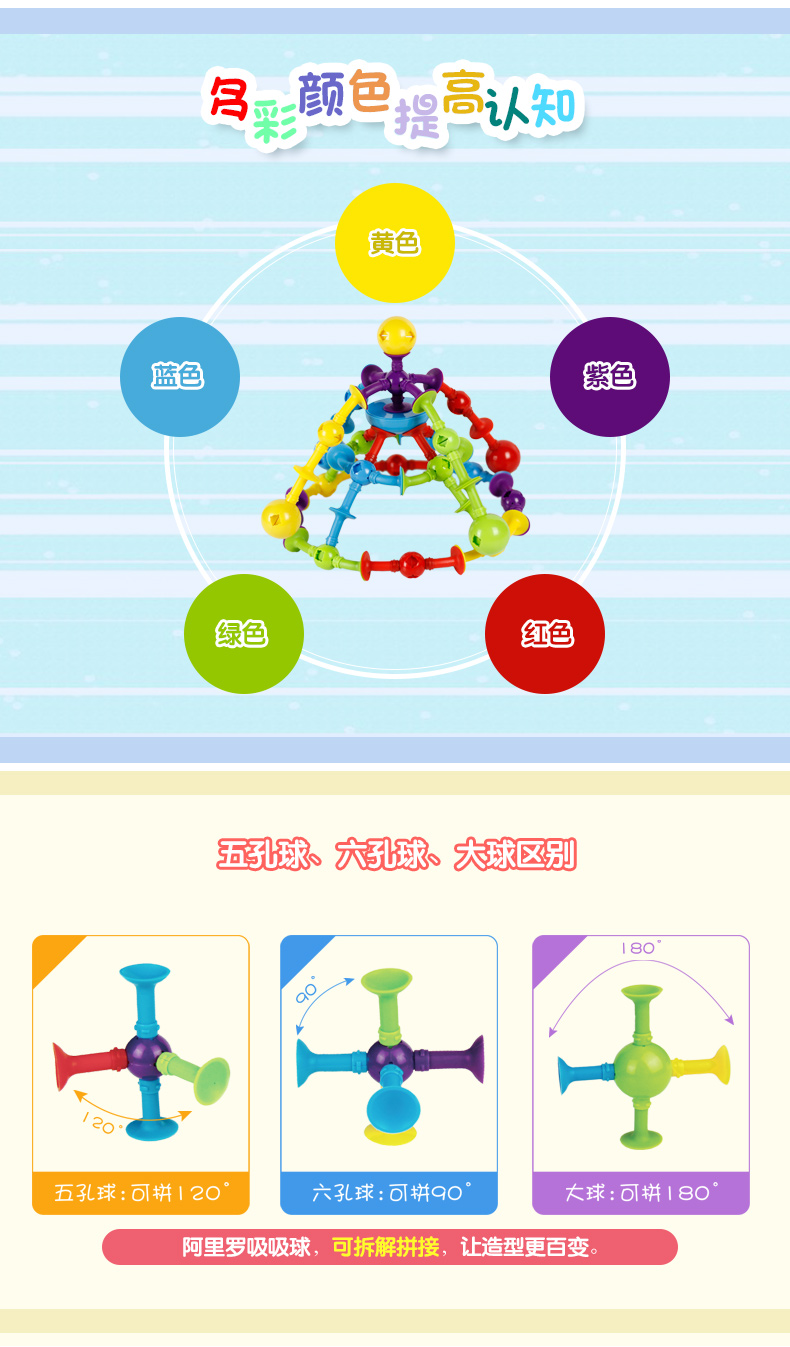 多彩颜色提高认知
黄色
蓝色
紫色
绿色
红色
五孔球、六孔球、大球区别
120°
90°
180°
五孔球:可拼120°
六孔球:可拼90°
大球:可拼180°
阿里罗吸吸球，可拆解拼接，让造型更百变。